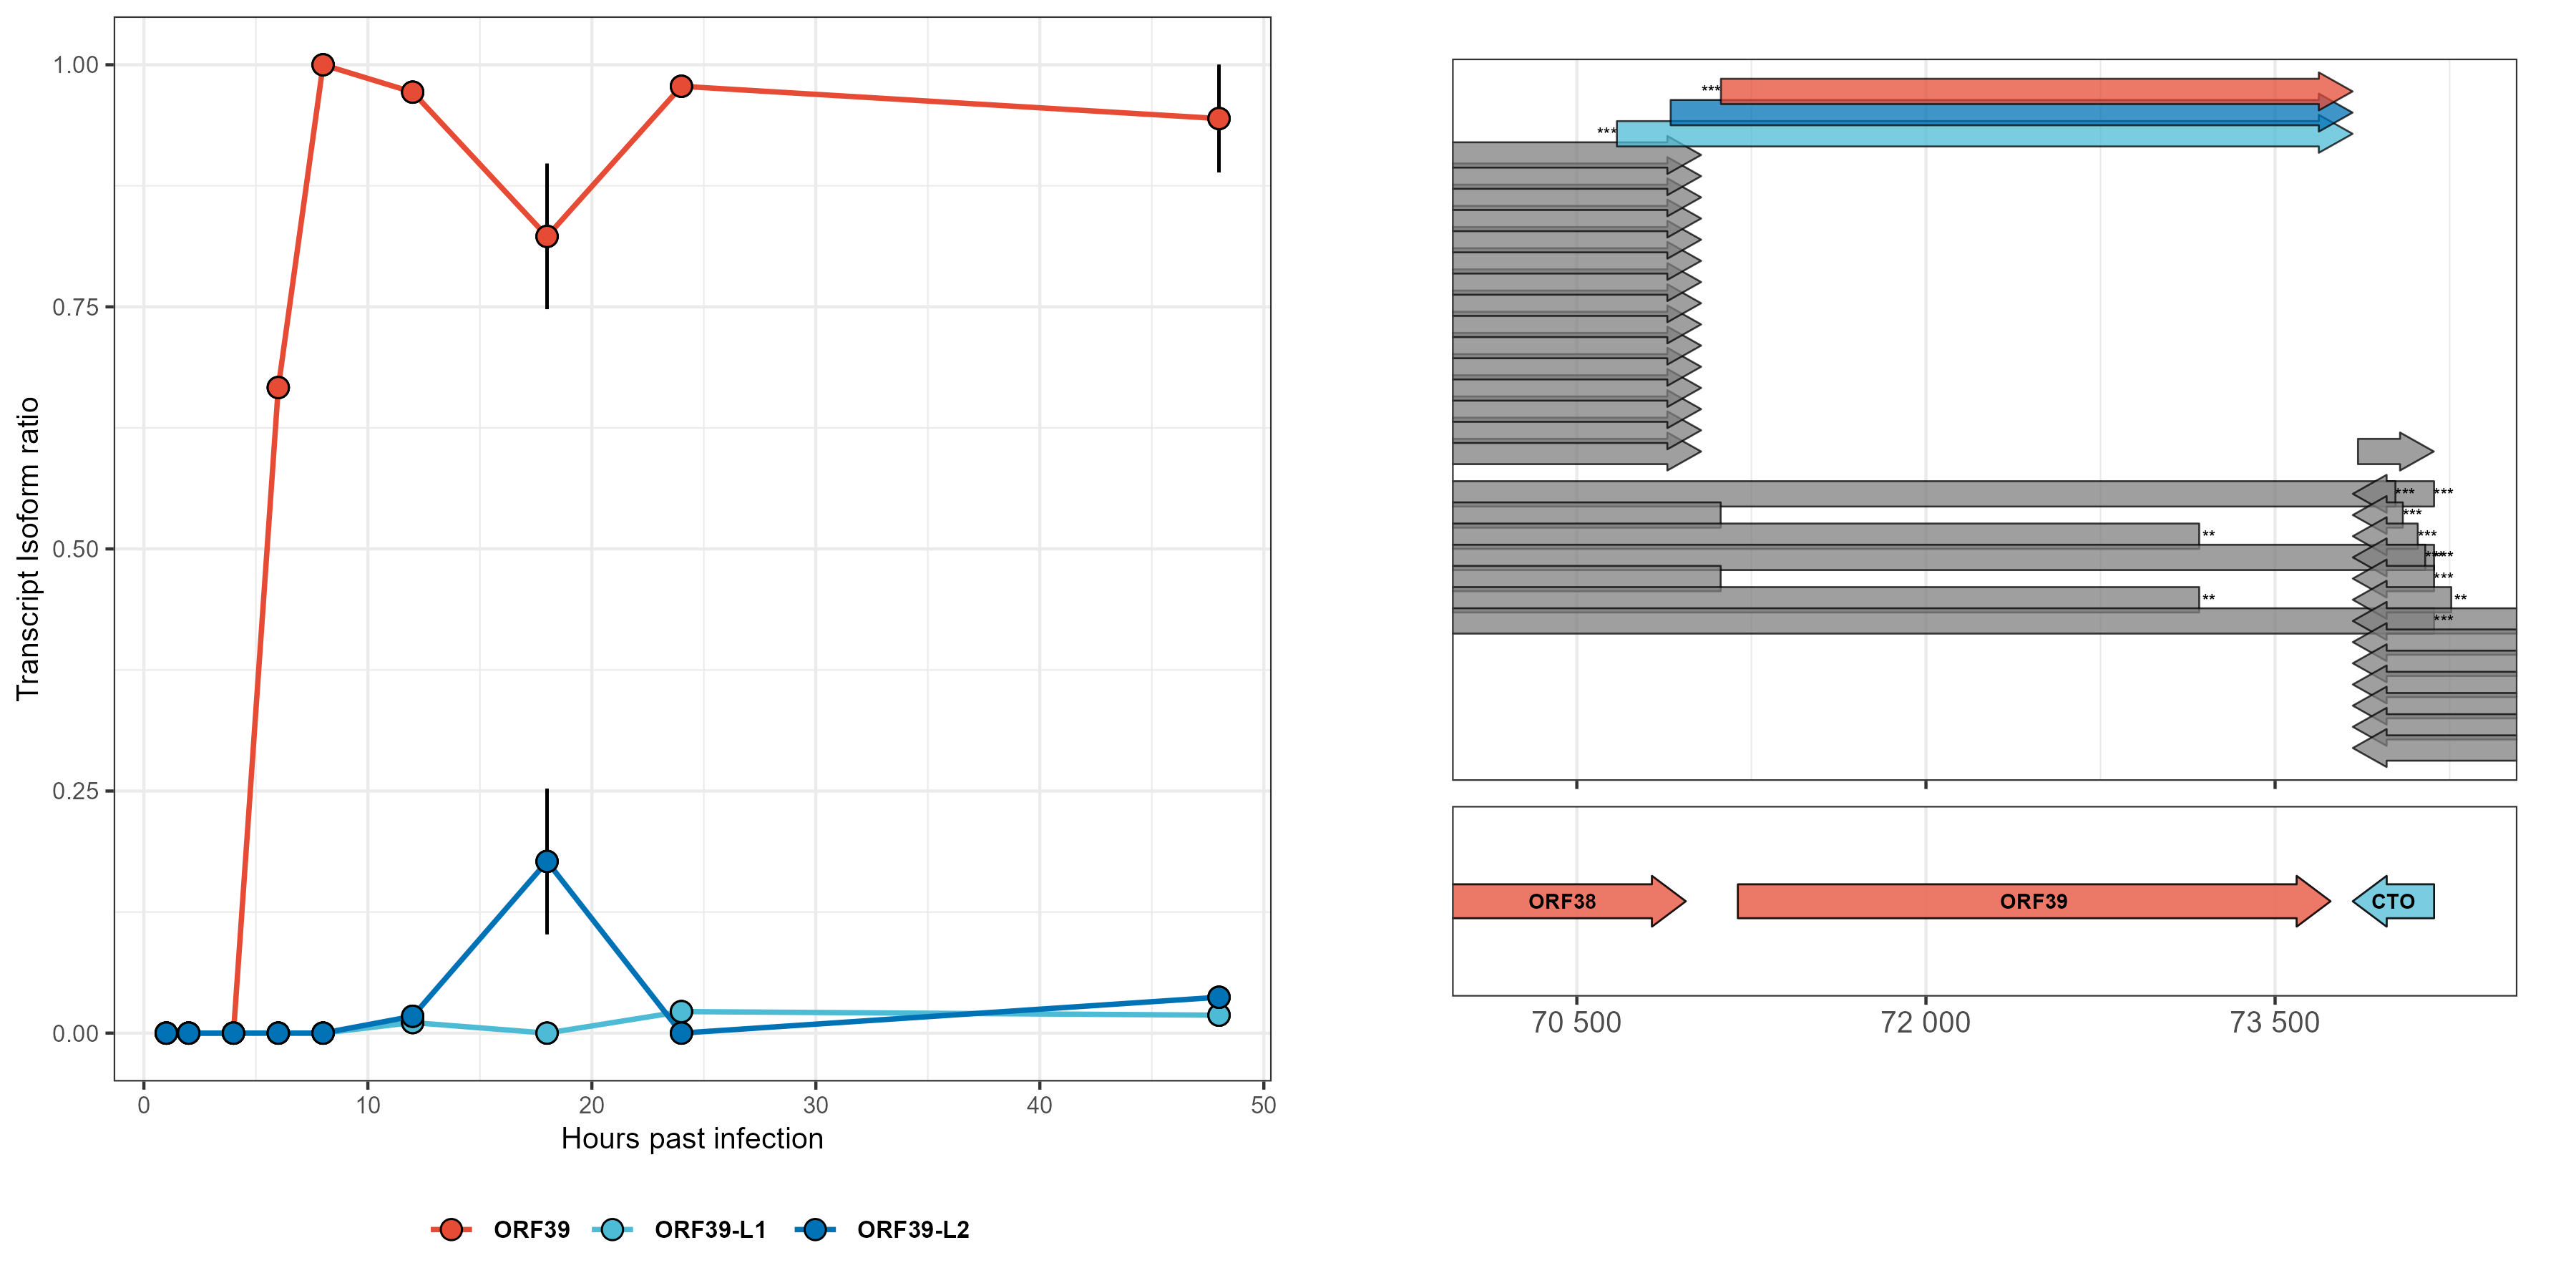 1.00
0.75
0.50
0.25
0.00
Transcript Isoform ratio
0 10 20 30 40 50
Hours past infection
ORF39 ORF39-L1 ORF39-L2
***
***
*** ***
***
** ***
***
** **
***
ORF38 ORF39 CTO
70 500 72 000 73 500